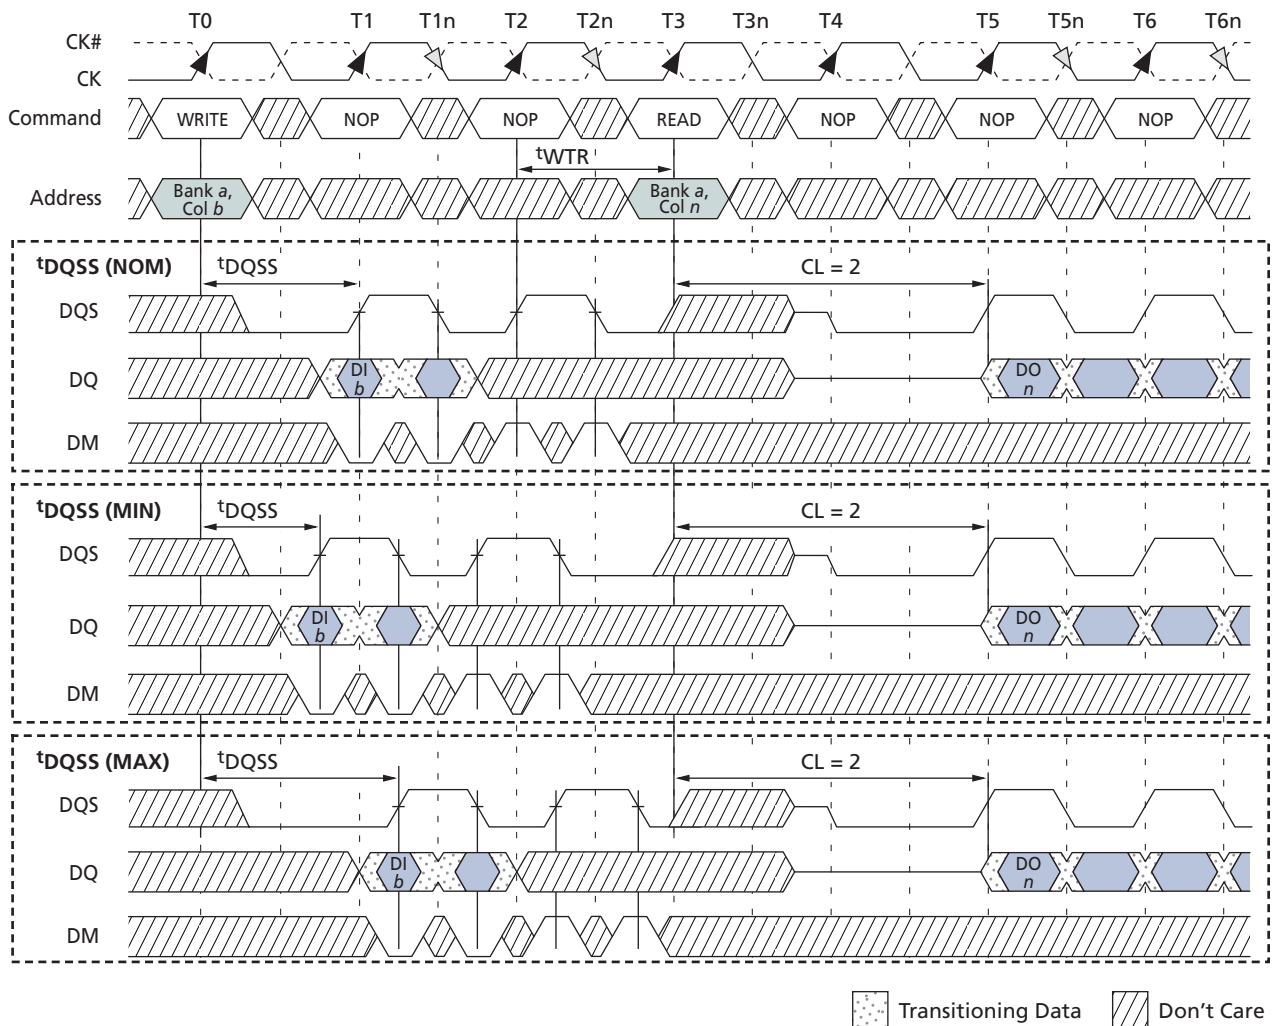 T0 T1 T1n T2 T2n T3 T3n T4 T5 T5n T6 T6n
CK#
CK
Command WRITE NOP NOP READ NOP NOP NOP
tWTR
Address Bank a, Col b Bank a, Col n
tDQSS (NOM) tDQSS CL = 2
DQS
DQ DI b DO n
DM
tDQSS (MIN) tDQSS CL = 2
DQS
DQ DI b DO n
DM
tDQSS (MAX) tDQSS CL = 2
DQS
DQ DI b DO n
DM
Transitioning Data Don't Care